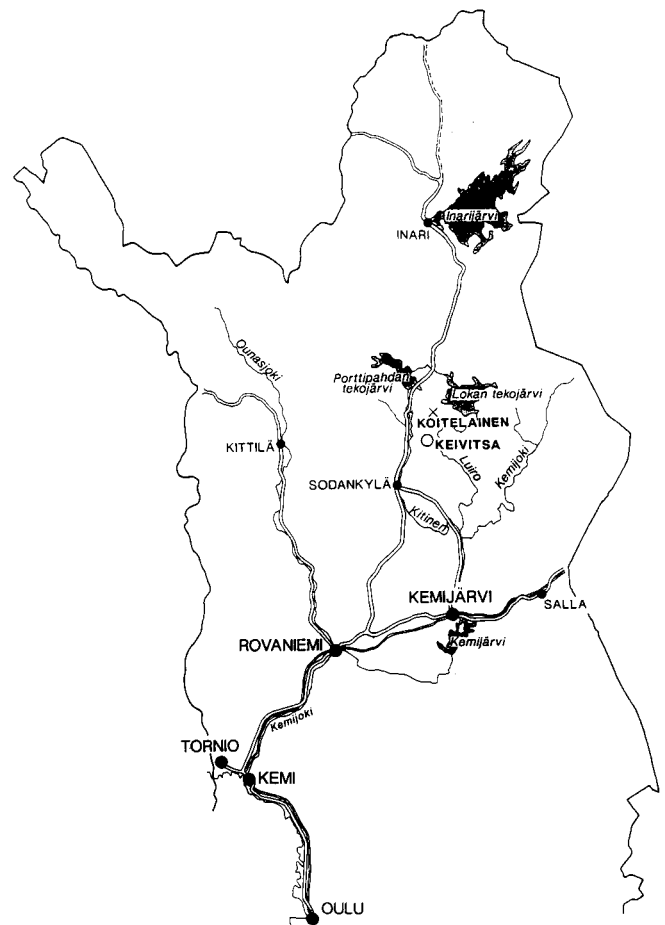 Inarijärvi
INARI
Ounasjoki
Porttipahdan
tekojärvi
Lokan tekojärvi
KOITELAINEN
KEIVITSA
KITTILÄ
Luiro
Kemijoki
SODANKYLÄ
Kitinen
KEMIJÄRVI
SALLA
Kemijärvi
ROVANIEMI
Kemijoki
TORNIO
KEMI
OULU